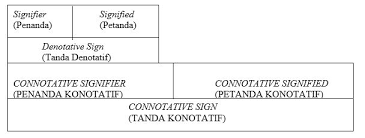 Signifier Signified
(Penanda) (Petanda)
Denotative Sign
(Tanda Denotatif)
CONNOTATIVE SIGNIFIER CONNOTATIVE SIGNIFIED
(PENANDA KONOTATIF) (PETANDA KONOTATIF)
CONNOTATIVE SIGN
(TANDA KONOTATIF)